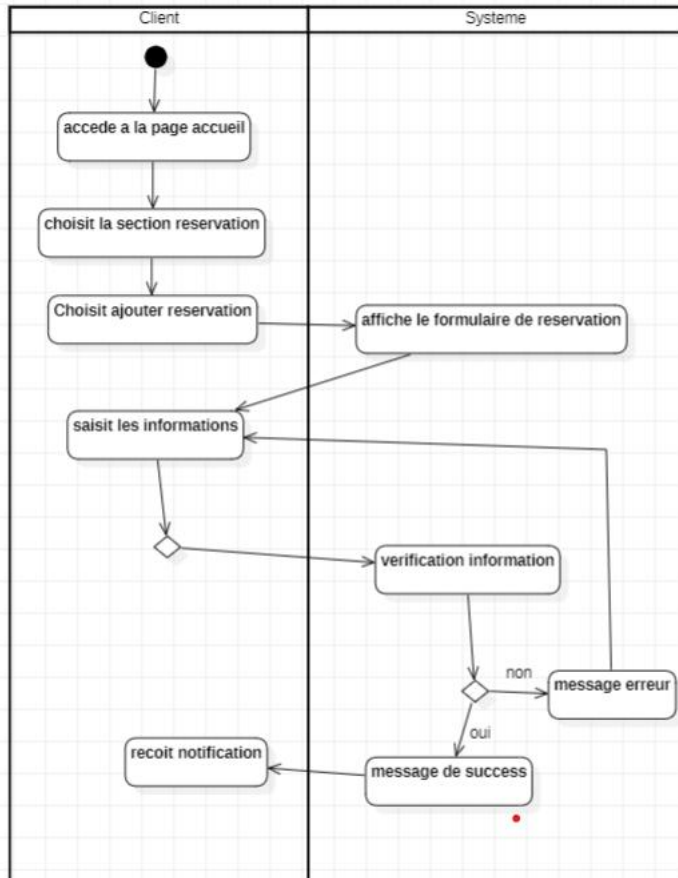 Client
Systeme
accede a la page accueil
choisit la section reservation
Choisit ajouter reservation
affiche le formulaire de reservation
saisit les informations
verification information
non
message erreur
oui
recoit notification
message de success